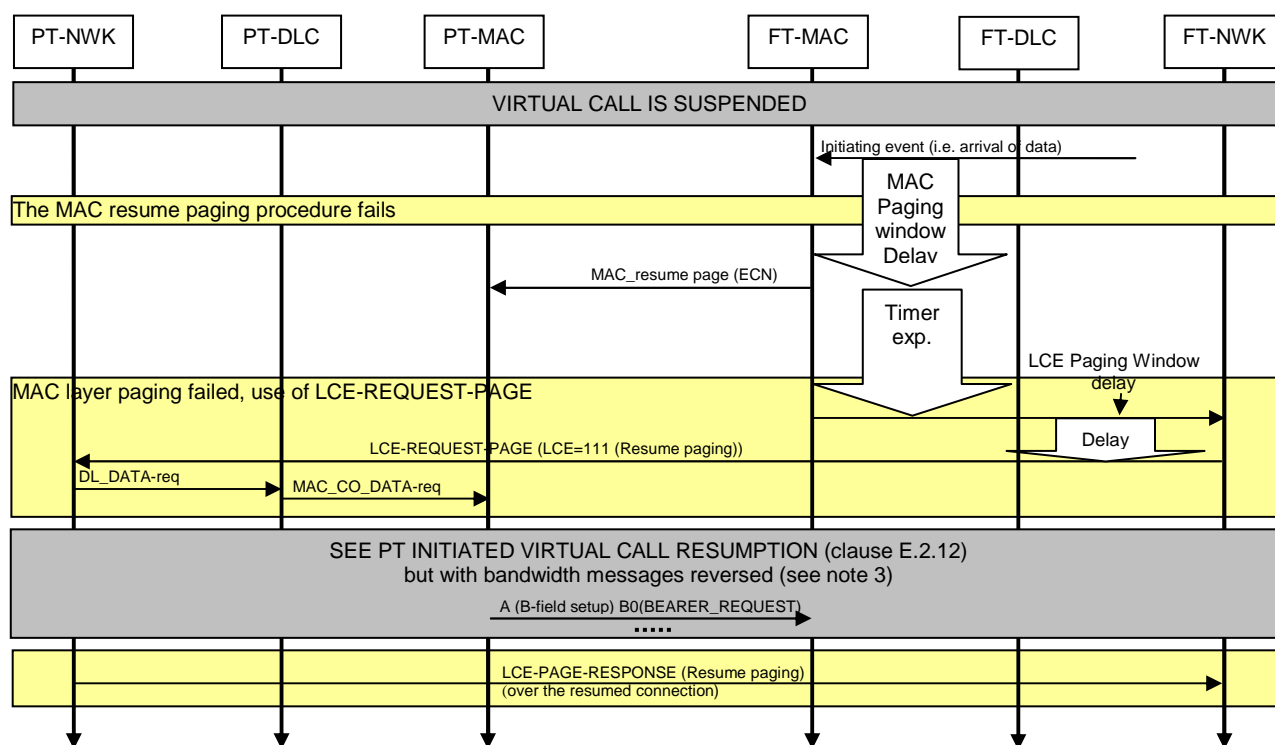 PT-NWK PT-DLC PT-MAC FT-MAC FT-DLC FT-NWK
VIRTUAL CALL IS SUSPENDED
Initiating event (i.e. arrival of data)
MAC
Paging
window
Delay
The MAC resume paging procedure fails
MAC_resume page (ECN)
Timer
exp.
LCE Paging Window
delay
MAC layer paging failed, use of LCE-REQUEST-PAGE
Delay
LCE-REQUEST-PAGE (LCE=111 (Resume paging))
DL_DATA-req
MAC_CO_DATA-req
SEE PT INITIATED VIRTUAL CALL RESUMPTION (clause E.2.12)
but with bandwidth messages reversed (see note 3)
A (B-field setup) B0(BEARER_REQUEST)
.....
LCE-PAGE-RESPONSE (Resume paging)
(over the resumed connection)